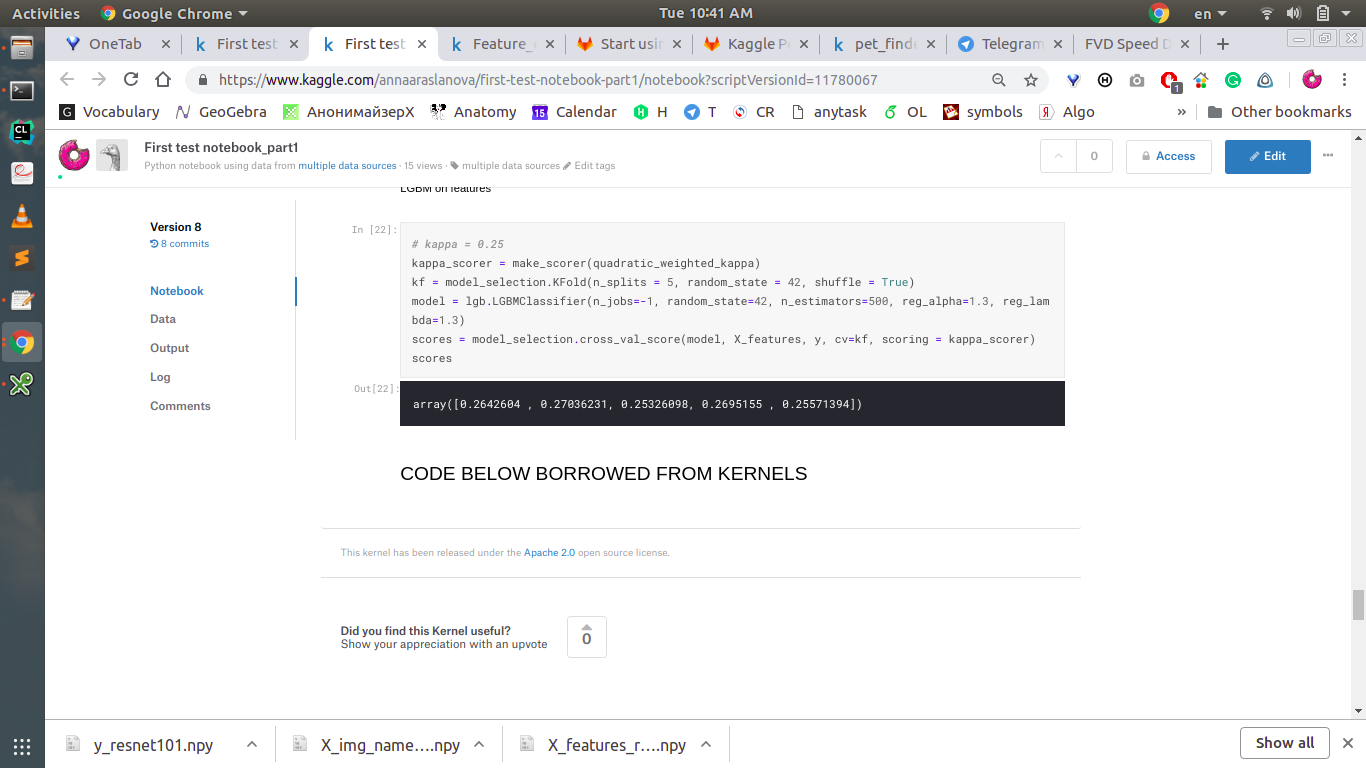 Activities Google Chrome Tue 10:41 AM en
OneTab First test First test Feature_ Start usin Kaggle P pet_find Telegram FVD Speed D
https://www.kaggle.com/annaaraslanova/first-test-notebook-part1/notebook?scriptVersionId=11780067
1
G Vocabulary GeoGebra АнонимайзерX Anatomy 15 Calendar H H T CR anytask OL symbols Я Algo » Other bookmarks
First test notebook_part1
Python notebook using data from multiple data sources · 15 views · multiple data sources Edit tags
0 Access Edit
LGBM on features
Version 8
8 commits
Notebook
Data
Output
Log
Comments
In [22]:
# kappa = 0.25
kappa_scorer = make_scorer(quadratic_weighted_kappa)
kf = model_selection.KFold(n_splits = 5, random_state = 42, shuffle = True)
model = lgb.LGBMClassifier(n_jobs=-1, random_state=42, n_estimators=500, reg_alpha=1.3, reg_lam
bda=1.3)
scores = model_selection.cross_val_score(model, X_features, y, cv=kf, scoring = kappa_scorer)
scores
Out[22]:
array([0.2642604 , 0.27036231, 0.25326098, 0.2695155 , 0.25571394])
CODE BELOW BORROWED FROM KERNELS
This kernel has been released under the Apache 2.0 open source license.
Did you find this Kernel useful?
Show your appreciation with an upvote
0
y_resnet101.npy X_img_name....npy X_features_r....npy Show all